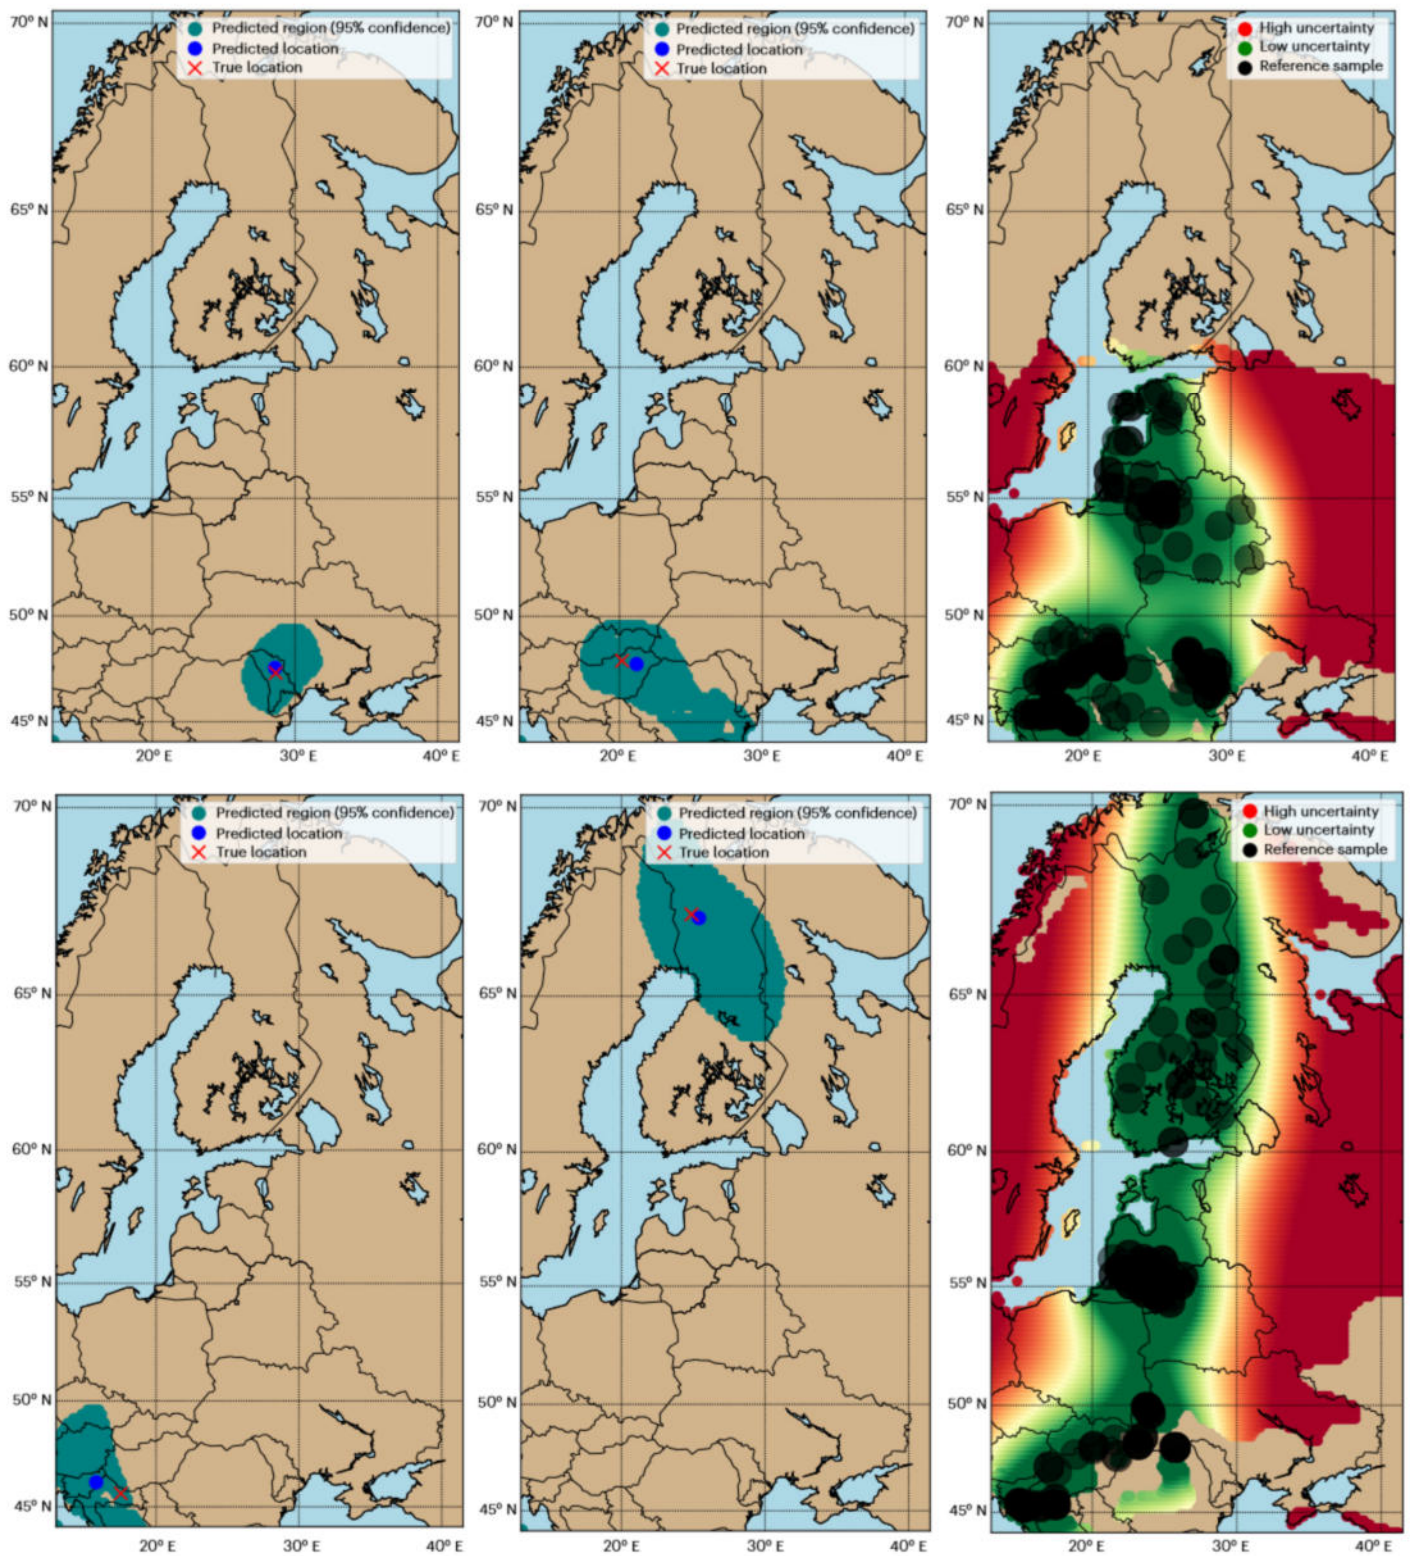 Predicted region (95% confidence)
Predicted location
True location
70° N
65° N
60° N
55° N
50° N
45° N
20° E
30° E
40° E
Predicted region (95% confidence)
Predicted location
True location
70° N
65° N
60° N
55° N
50° N
45° N
20° E
30° E
40° E
High uncertainty
Low uncertainty
Reference sample
70° N
65° N
60° N
55° N
50° N
45° N
20° E
30° E
40° E
Predicted region (95% confidence)
Predicted location
True location
70° N
65° N
60° N
55° N
50° N
45° N
20° E
30° E
40° E
Predicted region (95% confidence)
Predicted location
True location
70° N
65° N
60° N
55° N
50° N
45° N
20° E
30° E
40° E
High uncertainty
Low uncertainty
Reference sample
70° N
65° N
60° N
55° N
50° N
45° N
20° E
30° E
40° E